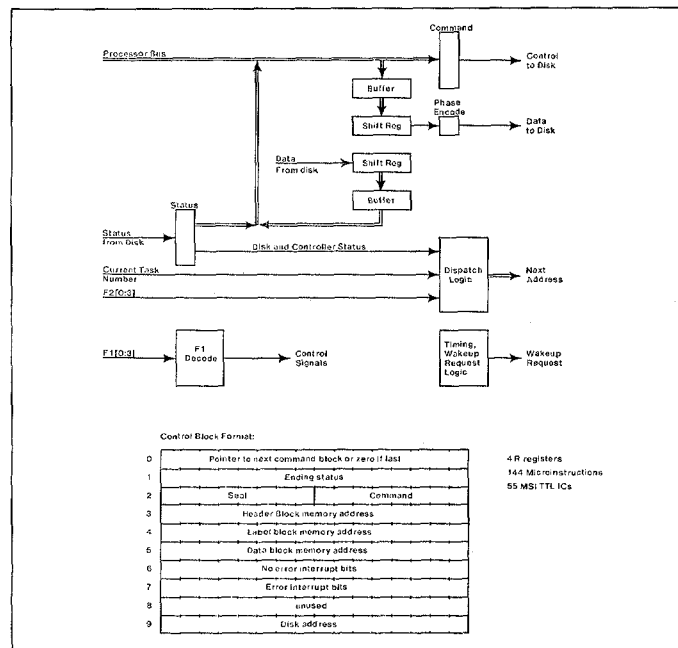 Command
Processor Bus
Control
to Disk
Buffer
Phase
Encode
Shift Reg
Data
to Disk
Data
From disk
Shift Reg
Status
Buffer
Status
from Disk
Disk and Controller Status
Current Task
Number
Dispatch
Logic
Next
Address
F2[0:3]
F1[0:3]
F1
Decode
Control
Signals
Timing,
Wakeup
Request
Logic
Wakeup
Request
Control Block Format:
0 Pointer to next command block or zero if last
1 Ending status
2 Seal Command
3 Header Block memory address
4 Label block memory address
5 Data block memory address
6 No error interrupt bits
7 Error interrupt bits
8 unused
9 Disk address
4 R registers
144 Microinstructions
55 MSI TTL ICs